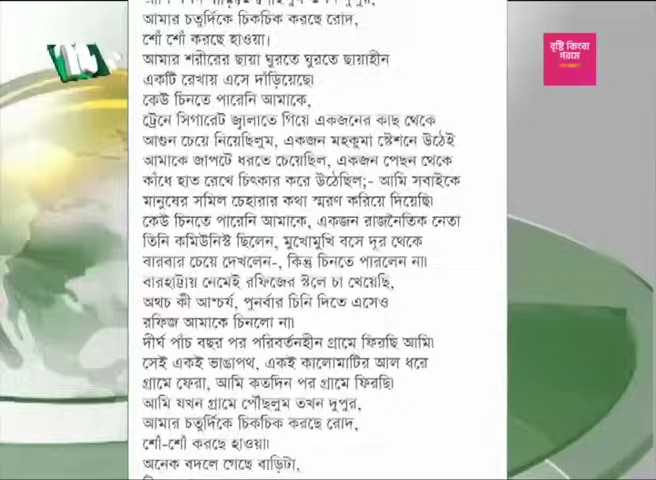 আমার চতুর্দিকে চিকচিক করছে রোদ,
শোঁ শোঁ করছে হাওয়া।
আমার শরীরের ছায়া ঘুরতে ঘুরতে ছায়াহীন
একটি রেখায় এসে দাঁড়িয়েছে৷
কেউ চিনতে পারেনি আমাকে,
ট্রেনে সিগারেট জ্বালাতে গিয়ে একজনের কাছ থেকে
আগুন চেয়ে নিয়েছিলুম, একজন মহকুমা স্টেশনে উঠেই
আমাকে জাপটে ধরতে চেয়েছিল, একজন পেছন থেকে
কাঁধে হাত রেখে চিৎকার করে উঠেছিল;- আমি সবাইকে
মানুষের সমিল চেহারার কথা স্মরণ করিয়ে দিয়েছি৷
কেউ চিনতে পারেনি আমাকে, একজন রাজনৈতিক নেতা
তিনি কমিউনিস্ট ছিলেন, মুখোমুখি বসে দূর থেকে
বারবার চেয়ে দেখলেন-, কিন্তু চিনতে পারলেন না৷
বারহাট্টায় নেমেই রফিজের স্টলে চা খেয়েছি,
অথচ কী আশ্চর্য, পুনর্বার চিনি দিতে এসেও
রফিজ আমাকে চিনলো না৷
দীর্ঘ পাঁচ বছর পর পরিবর্তনহীন গ্রামে ফিরছি আমি৷
সেই একই ভাঙাপথ, একই কালোমাটির আল ধরে
গ্রামে ফেরা, আমি কতদিন পর গ্রামে ফিরছি৷
আমি যখন গ্রামে পৌঁছলুম তখন দুপুর,
আমার চতুর্দিকে চিকচিক করছে রোদ,
শোঁ-শোঁ করছে হাওয়া৷
অনেক বদলে গেছে বাড়িটা,
বৃষ্টি কিংবা
গরমে